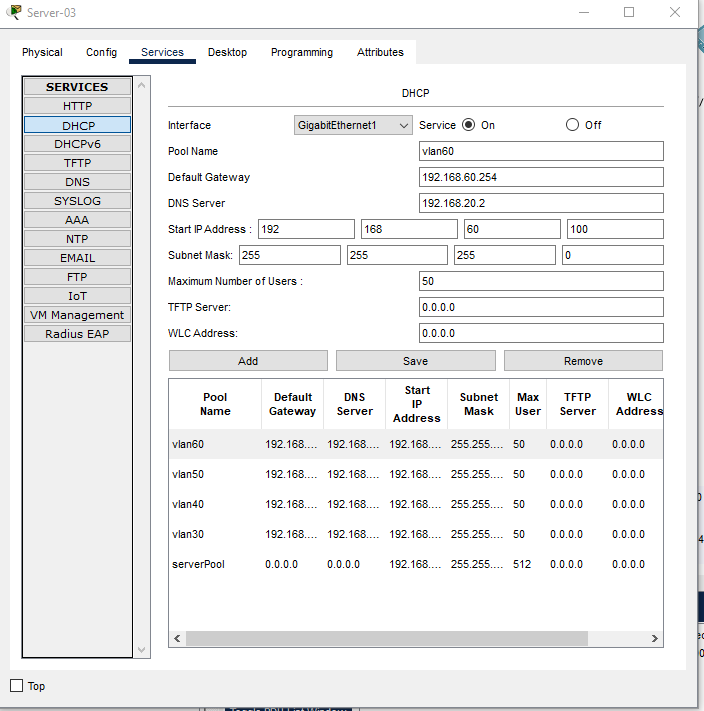 Server-03
Physical Config Services Desktop Programming Attributes
SERVICES
HTTP
DHCP
DHCPv6
TFTP
DNS
SYSLOG
AAA
NTP
EMAIL
FTP
IoT
VM Management
Radius EAP
DHCP
Interface GigabitEthernet1 Service On Off
Pool Name vlan60
Default Gateway 192.168.60.254
DNS Server 192.168.20.2
Start IP Address : 192 168 60 100
Subnet Mask: 255 255 255 0
Maximum Number of Users : 50
TFTP Server: 0.0.0.0
WLC Address: 0.0.0.0
Add Save Remove
Pool Name Default Gateway DNS Server Start IP Address Subnet Mask Max User TFTP Server WLC Address
vlan60 192.168.... 192.168.... 192.168.... 255.255.... 50 0.0.0.0 0.0.0.0
vlan50 192.168.... 192.168.... 192.168.... 255.255.... 50 0.0.0.0 0.0.0.0
vlan40 192.168.... 192.168.... 192.168.... 255.255.... 50 0.0.0.0 0.0.0.0
vlan30 192.168.... 192.168.... 192.168.... 255.255.... 50 0.0.0.0 0.0.0.0
serverPool 0.0.0.0 0.0.0.0 192.168.... 255.255.... 512 0.0.0.0 0.0.0.0
Top